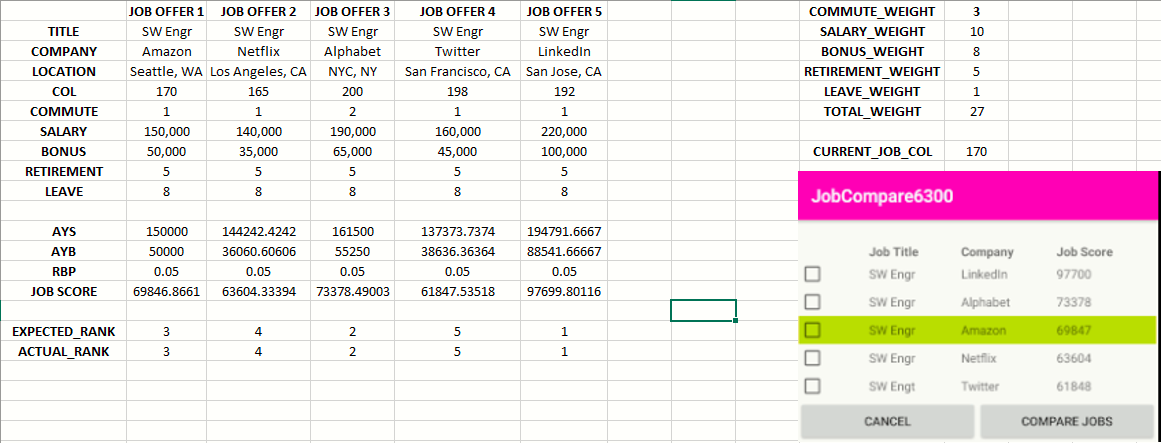 JOB OFFER 1 JOB OFFER 2 JOB OFFER 3 JOB OFFER 4 JOB OFFER 5
TITLE SW Engr SW Engr SW Engr SW Engr SW Engr
COMPANY Amazon Netflix Alphabet Twitter LinkedIn
LOCATION Seattle, WA Los Angeles, CA NYC, NY San Francisco, CA San Jose, CA
COL 170 165 200 198 192
COMMUTE 1 1 2 1 1
SALARY 150,000 140,000 190,000 160,000 220,000
BONUS 50,000 35,000 65,000 45,000 100,000
RETIREMENT 5 5 5 5 5
LEAVE 8 8 8 8 8
AYS 150000 144242.4242 161500 137373.7374 194791.6667
AYB 50000 36060.60606 55250 38636.36364 88541.66667
RBP 0.05 0.05 0.05 0.05 0.05
JOB SCORE 69846.8661 63604.33394 73378.49003 61847.53518 97699.80116
EXPECTED_RANK 3 4 2 5 1
ACTUAL_RANK 3 4 2 5 1
COMMUTE_WEIGHT 3
SALARY_WEIGHT 10
BONUS_WEIGHT 8
RETIREMENT_WEIGHT 5
LEAVE_WEIGHT 1
TOTAL_WEIGHT 27
CURRENT_JOB_COL 170
JobCompare6300
Job Title Company Job Score
SW Engr LinkedIn 97700
SW Engr Alphabet 73378
SW Engr Amazon 69847
SW Engr Netflix 63604
SW Engt Twitter 61848
CANCEL COMPARE JOBS